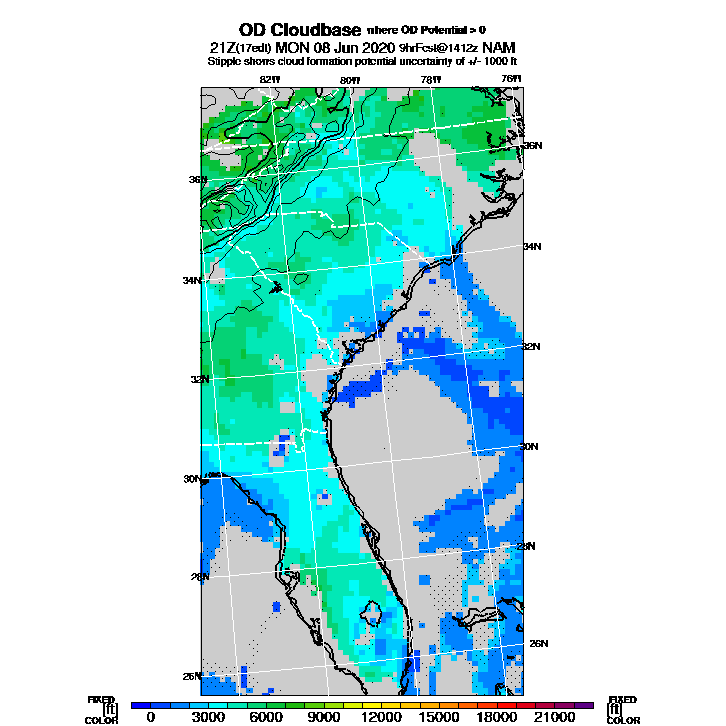 OD Cloudbase where OD Potential > 0
21Z(17edt) MON 08 Jun 2020 9hrFcst@1412z NAM
Stipple shows cloud formation potential uncertainty of +/- 1000 ft
82W 80W 78W 76W
36N
36N
34N
34N
32N
32N
30N
30N
28N
28N
26N
26N
FIXED FIXED
[ft] [ft]
COLOR COLOR
0 3000 6000 9000 12000 15000 18000 21000